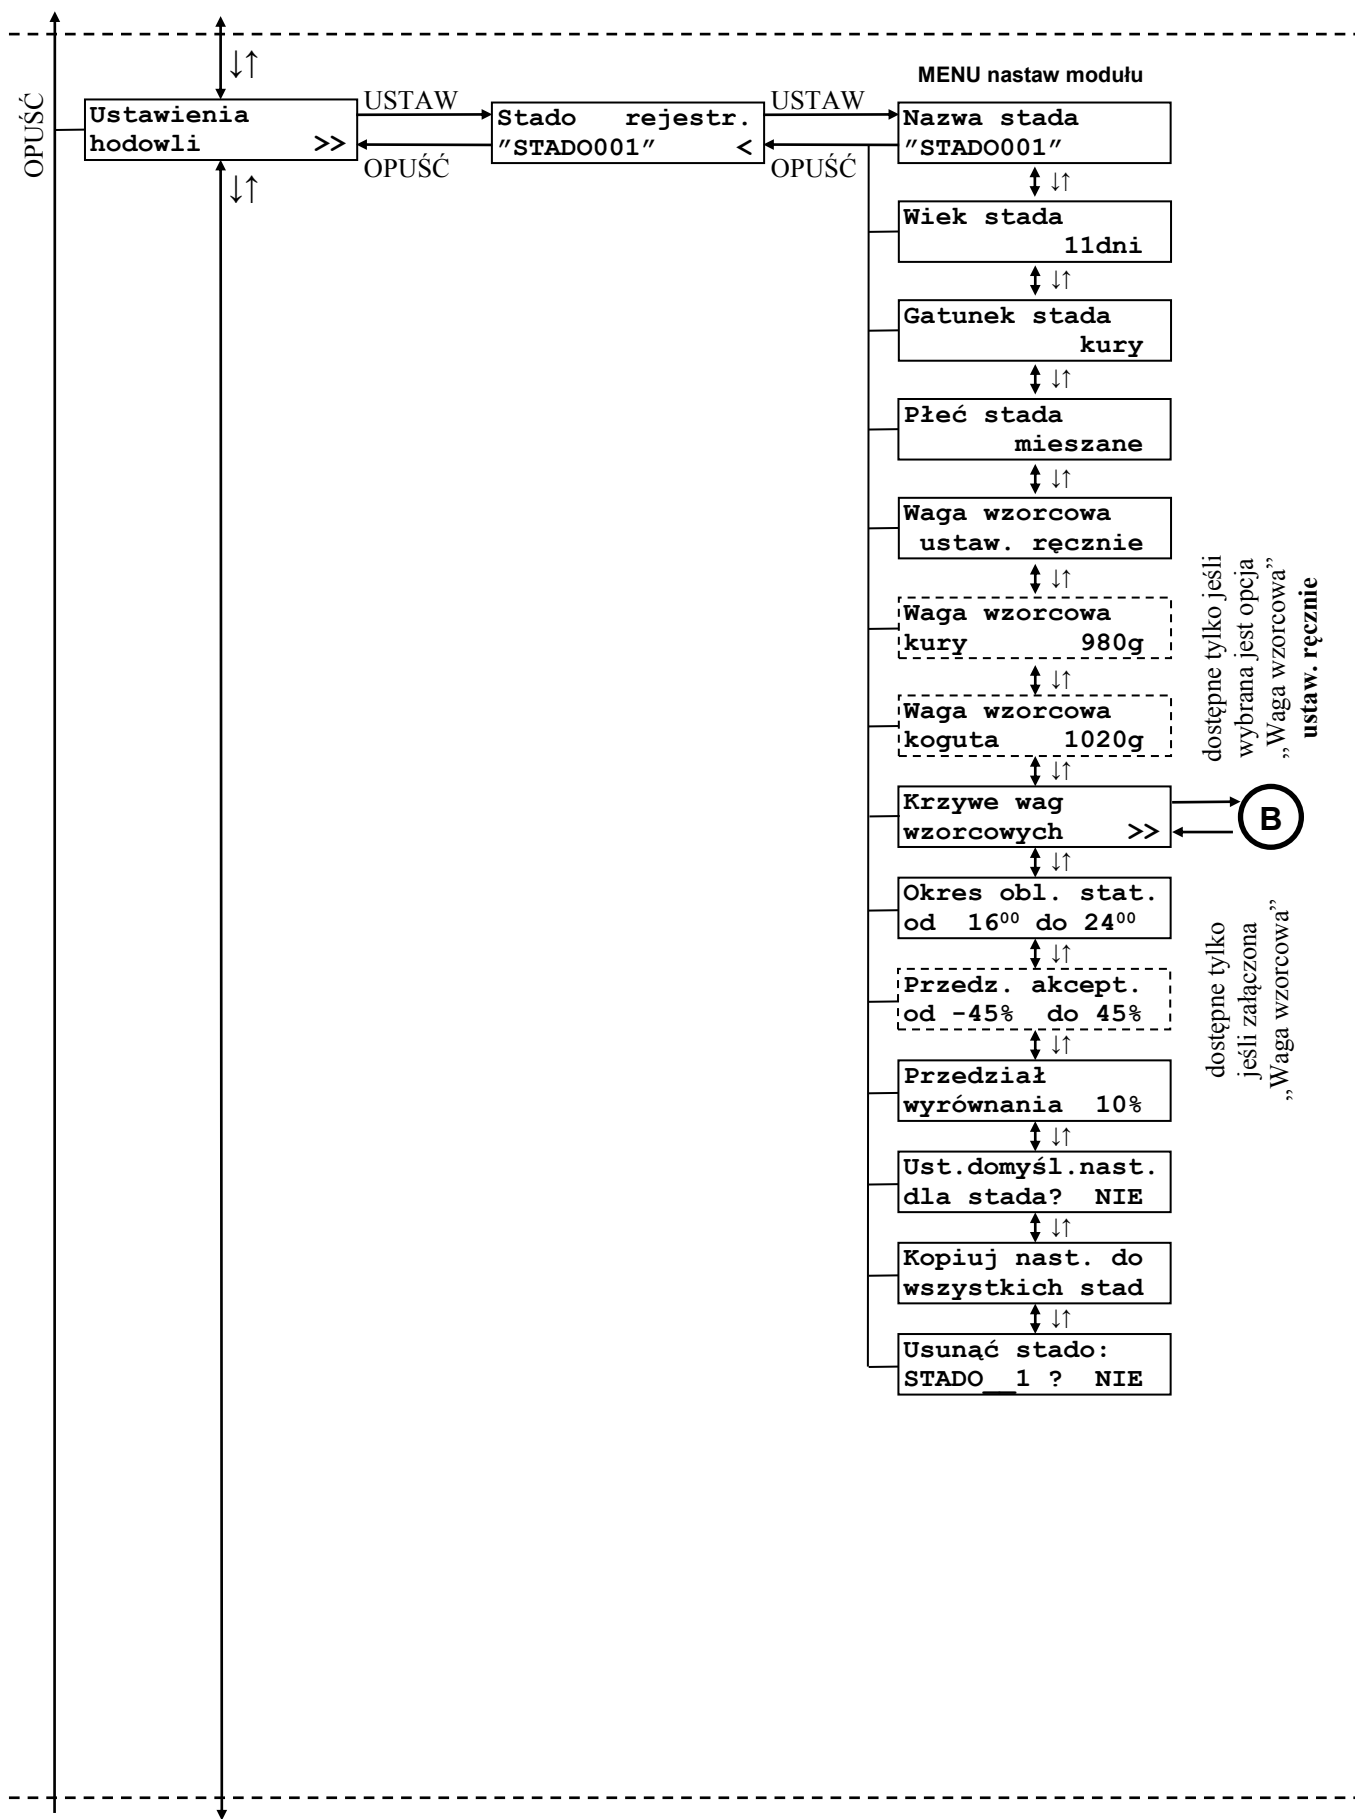 ↓↑
MENU nastaw modułu
OPUŚĆ
Ustawienia
hodowli >>
USTAW
OPUŚĆ
Stado rejestr.
"STADO001" <
USTAW
OPUŚĆ
Nazwa stada
"STADO001"
↓↑
↓↑
Wiek stada
11dni
↓↑
Gatunek stada
kury
↓↑
Płeć stada
mieszane
↓↑
Waga wzorcowa
ustaw. ręcznie
↓↑
Waga wzorcowa
kury 980g
↓↑
Waga wzorcowa
koguta 1020g
dostępne tylko jeśli
wybrana jest opcja
„Waga wzorcowa”
ustaw. ręcznie
↓↑
Krzywe wag
wzorcowych >>
B
↓↑
Okres obl. stat.
od 16⁰⁰ do 24⁰⁰
↓↑
Przedz. akcept.
od -45% do 45%
dostępne tylko
jeśli załączona
„Waga wzorcowa”
↓↑
Przedział
wyrównania 10%
↓↑
Ust.domyśl.nast.
dla stada? NIE
↓↑
Kopiuj nast. do
wszystkich stad
↓↑
Usunąć stado:
STADO__1 ? NIE